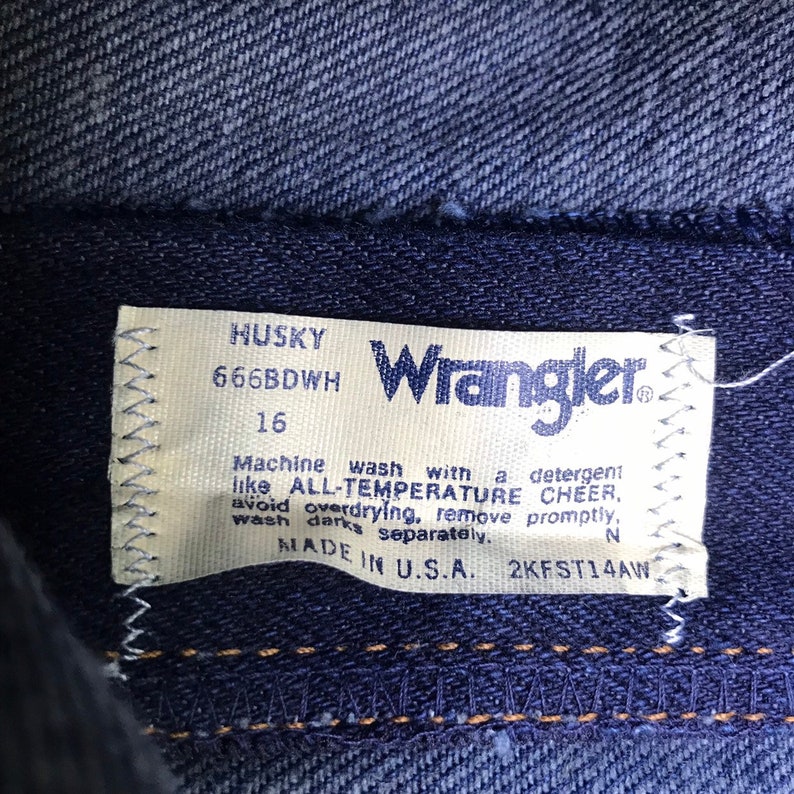 HUSKY
666BDWH
16
Wrangler®
Machine wash with a detergent
like ALL-TEMPERATURE CHEER,
avoid overdrying, remove promptly,
wash darks separately. N
MADE IN U.S.A. 2KFST14AW